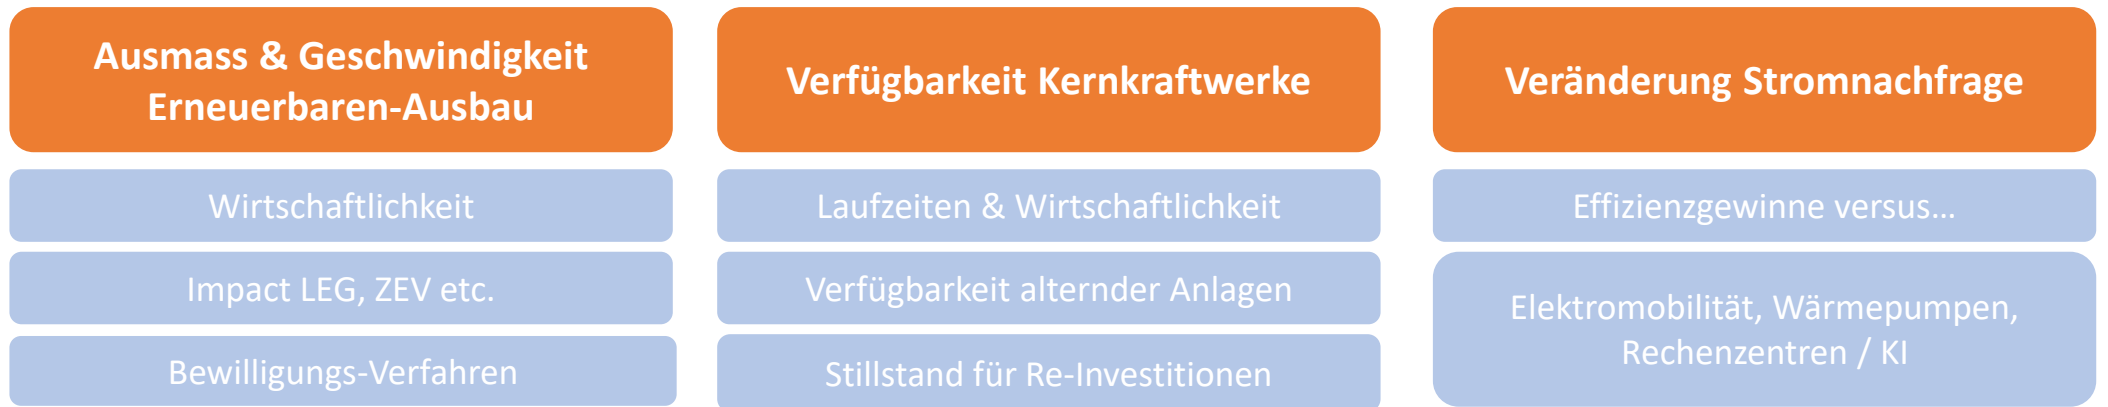 Ausmass & Geschwindigkeit
Erneuerbaren-Ausbau
Wirtschaftlichkeit
Impact LEG, ZEV etc.
Bewilligungs-Verfahren
Verfügbarkeit Kernkraftwerke
Laufzeiten & Wirtschaftlichkeit
Verfügbarkeit alternder Anlagen
Stillstand für Re-Investitionen
Veränderung Stromnachfrage
Effizienzgewinne versus…
Elektromobilität, Wärmepumpen,
Rechenzentren / KI